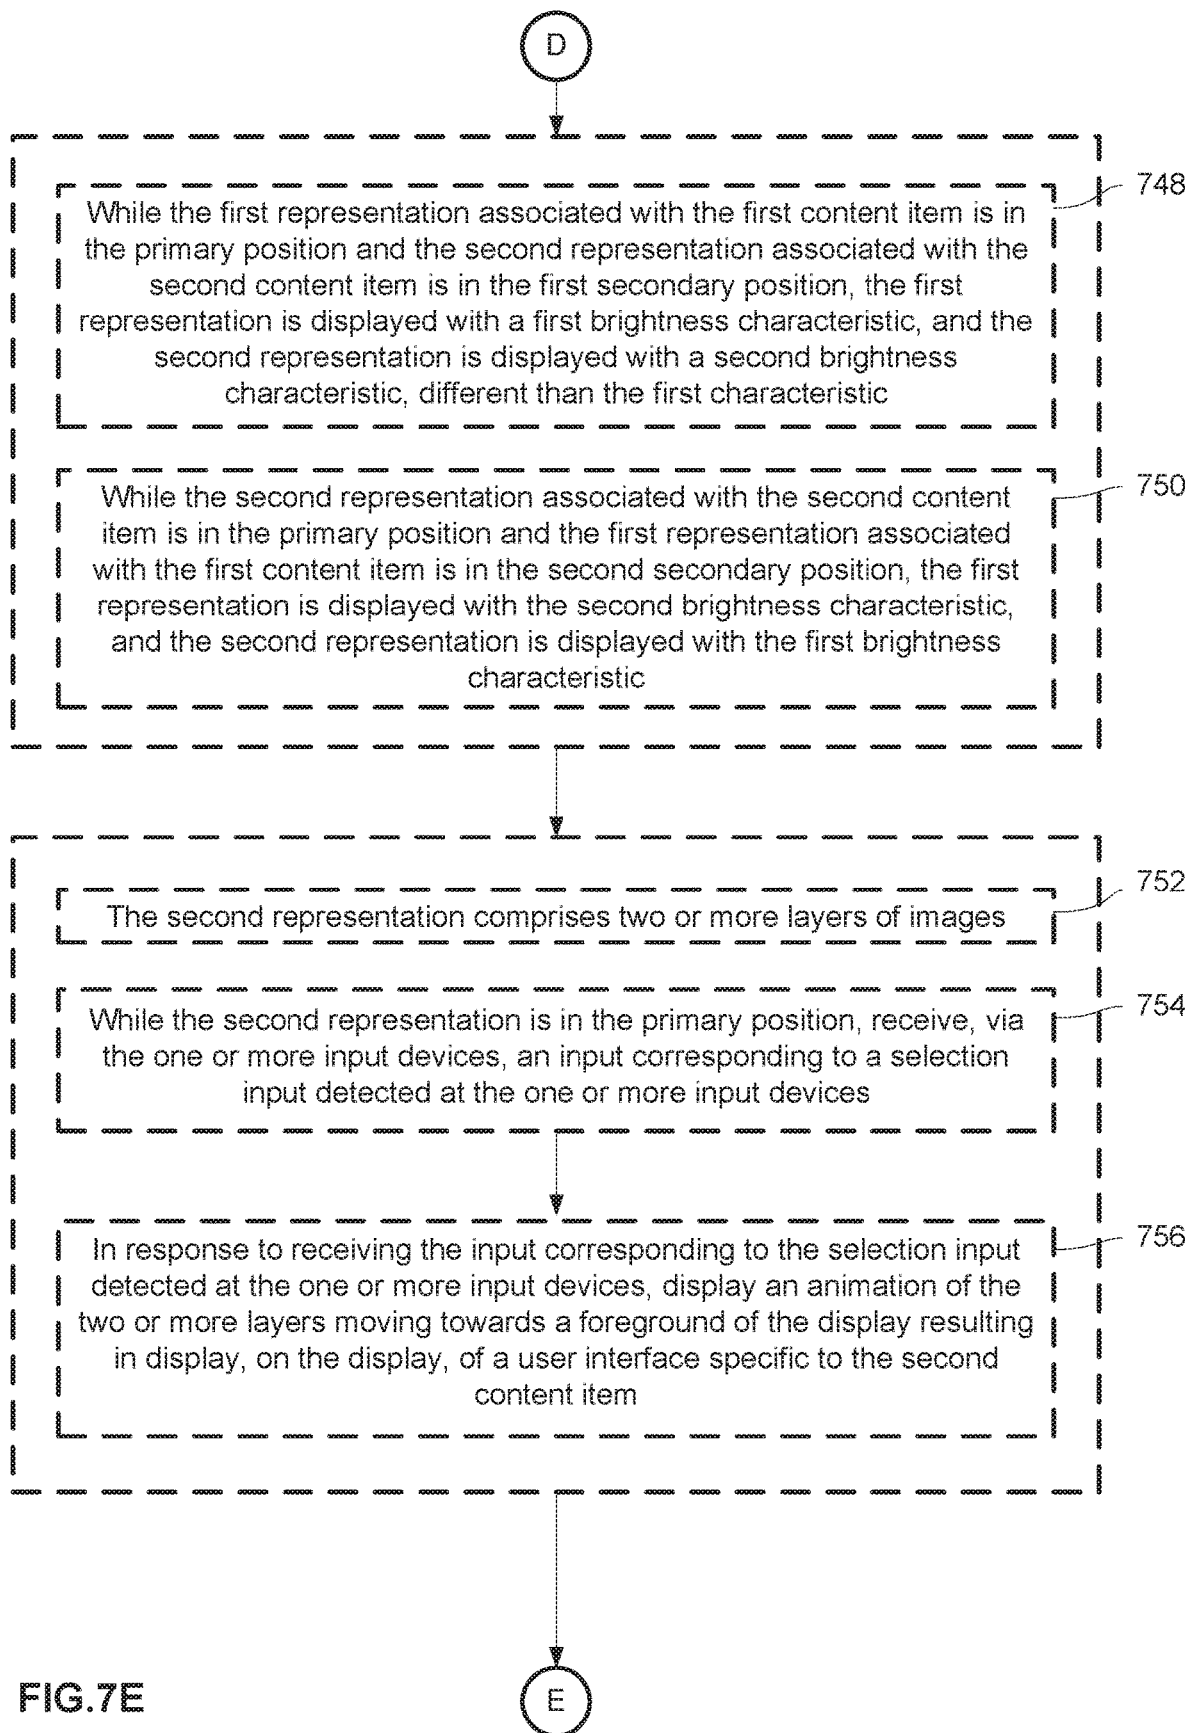 D
748
While the first representation associated with the first content item is in
the primary position and the second representation associated with the
second content item is in the first secondary position, the first
representation is displayed with a first brightness characteristic, and the
second representation is displayed with a second brightness
characteristic, different than the first characteristic
750
While the second representation associated with the second content
item is in the primary position and the first representation associated
with the first content item is in the second secondary position, the first
representation is displayed with the second brightness characteristic,
and the second representation is displayed with the first brightness
characteristic
752
The second representation comprises two or more layers of images
754
While the second representation is in the primary position, receive, via
the one or more input devices, an input corresponding to a selection
input detected at the one or more input devices
756
In response to receiving the input corresponding to the selection input
detected at the one or more input devices, display an animation of the
two or more layers moving towards a foreground of the display resulting
in display, on the display, of a user interface specific to the second
content item
FIG.7E
E